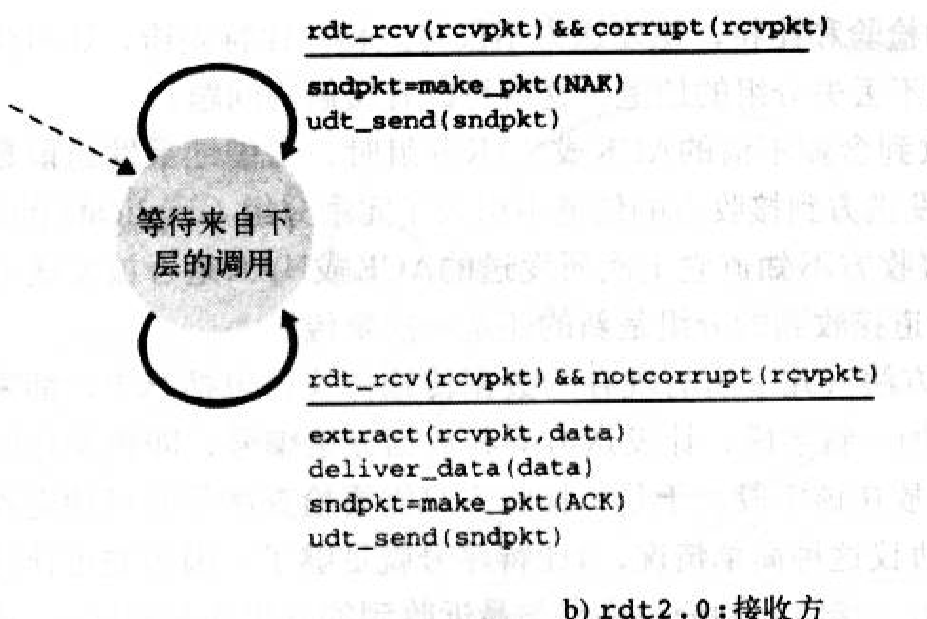 rdt_rcv(rcvpkt) && corrupt(rcvpkt)
sndpkt=make_pkt(NAK)
udt_send(sndpkt)
等待来自下
层的调用
rdt_rcv(rcvpkt) && notcorrupt(rcvpkt)
extract(rcvpkt,data)
deliver_data(data)
sndpkt=make_pkt(ACK)
udt_send(sndpkt)
b) rdt2.0:接收方